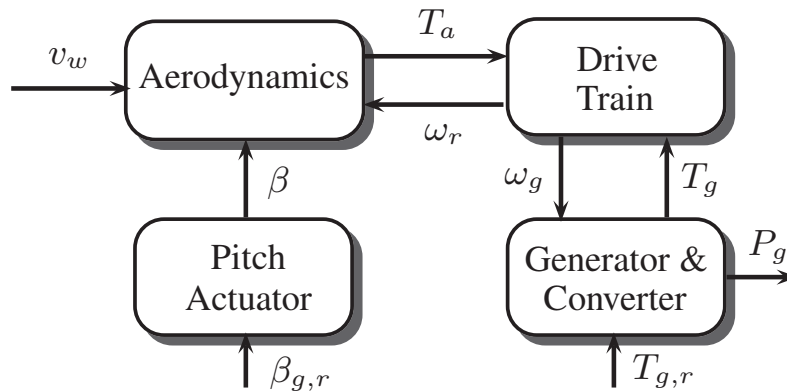 v_w
Aerodynamics
T_a
ω_r
Drive
Train
β
ω_g
T_g
Pitch
Actuator
Generator &
Converter
P_g
β_{g,r}
T_{g,r}